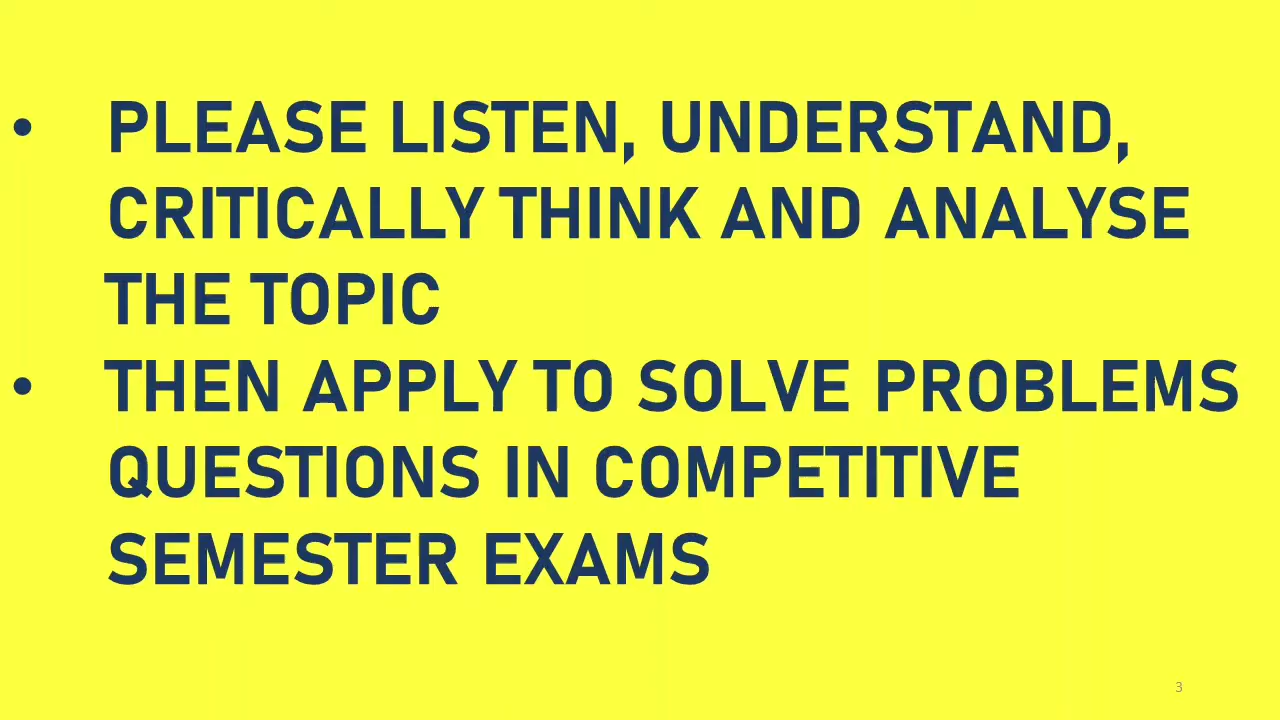 • PLEASE LISTEN, UNDERSTAND,
CRITICALLY THINK AND ANALYSE
THE TOPIC
• THEN APPLY TO SOLVE PROBLEMS
QUESTIONS IN COMPETITIVE
SEMESTER EXAMS
3